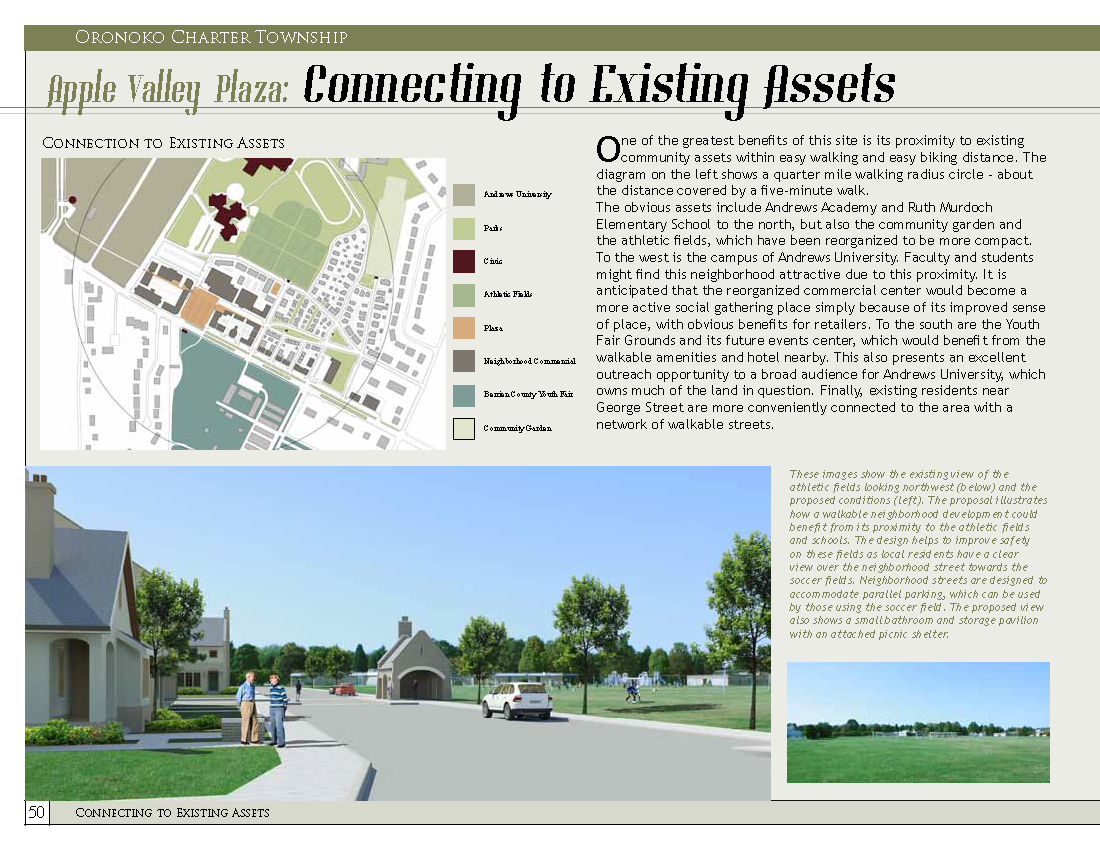 Oronoko Charter Township
Apple Valley Plaza: Connecting to Existing Assets
Connection to Existing Assets
Andrews University
Parks
Civic
Athletic Fields
Plaza
Neighborhood Commercial
Berrien County Youth Fair
Community Garden
One of the greatest benefits of this site is its proximity to existing
community assets within easy walking and easy biking distance. The
diagram on the left shows a quarter mile walking radius circle - about
the distance covered by a five-minute walk.
The obvious assets include Andrews Academy and Ruth Murdoch
Elementary School to the north, but also the community garden and
the athletic fields, which have been reorganized to be more compact.
To the west is the campus of Andrews University. Faculty and students
might find this neighborhood attractive due to this proximity. It is
anticipated that the reorganized commercial center would become a
more active social gathering place simply because of its improved sense
of place, with obvious benefits for retailers. To the south are the Youth
Fair Grounds and its future events center, which would benefit from the
walkable amenities and hotel nearby. This also presents an excellent
outreach opportunity to a broad audience for Andrews University, which
owns much of the land in question. Finally, existing residents near
George Street are more conveniently connected to the area with a
network of walkable streets.
These images show the existing view of the
athletic fields looking northwest (below) and the
proposed conditions (left). The proposal illustrates
how a walkable neighborhood development could
benefit from its proximity to the athletic fields
and schools. The design helps to improve safety
on these fields as local residents have a clear
view over the neighborhood street towards the
soccer fields. Neighborhood streets are designed to
accommodate parallel parking, which can be used
by those using the soccer field. The proposed view
also shows a small bathroom and storage pavilion
with an attached picnic shelter.
50 Connecting to Existing Assets